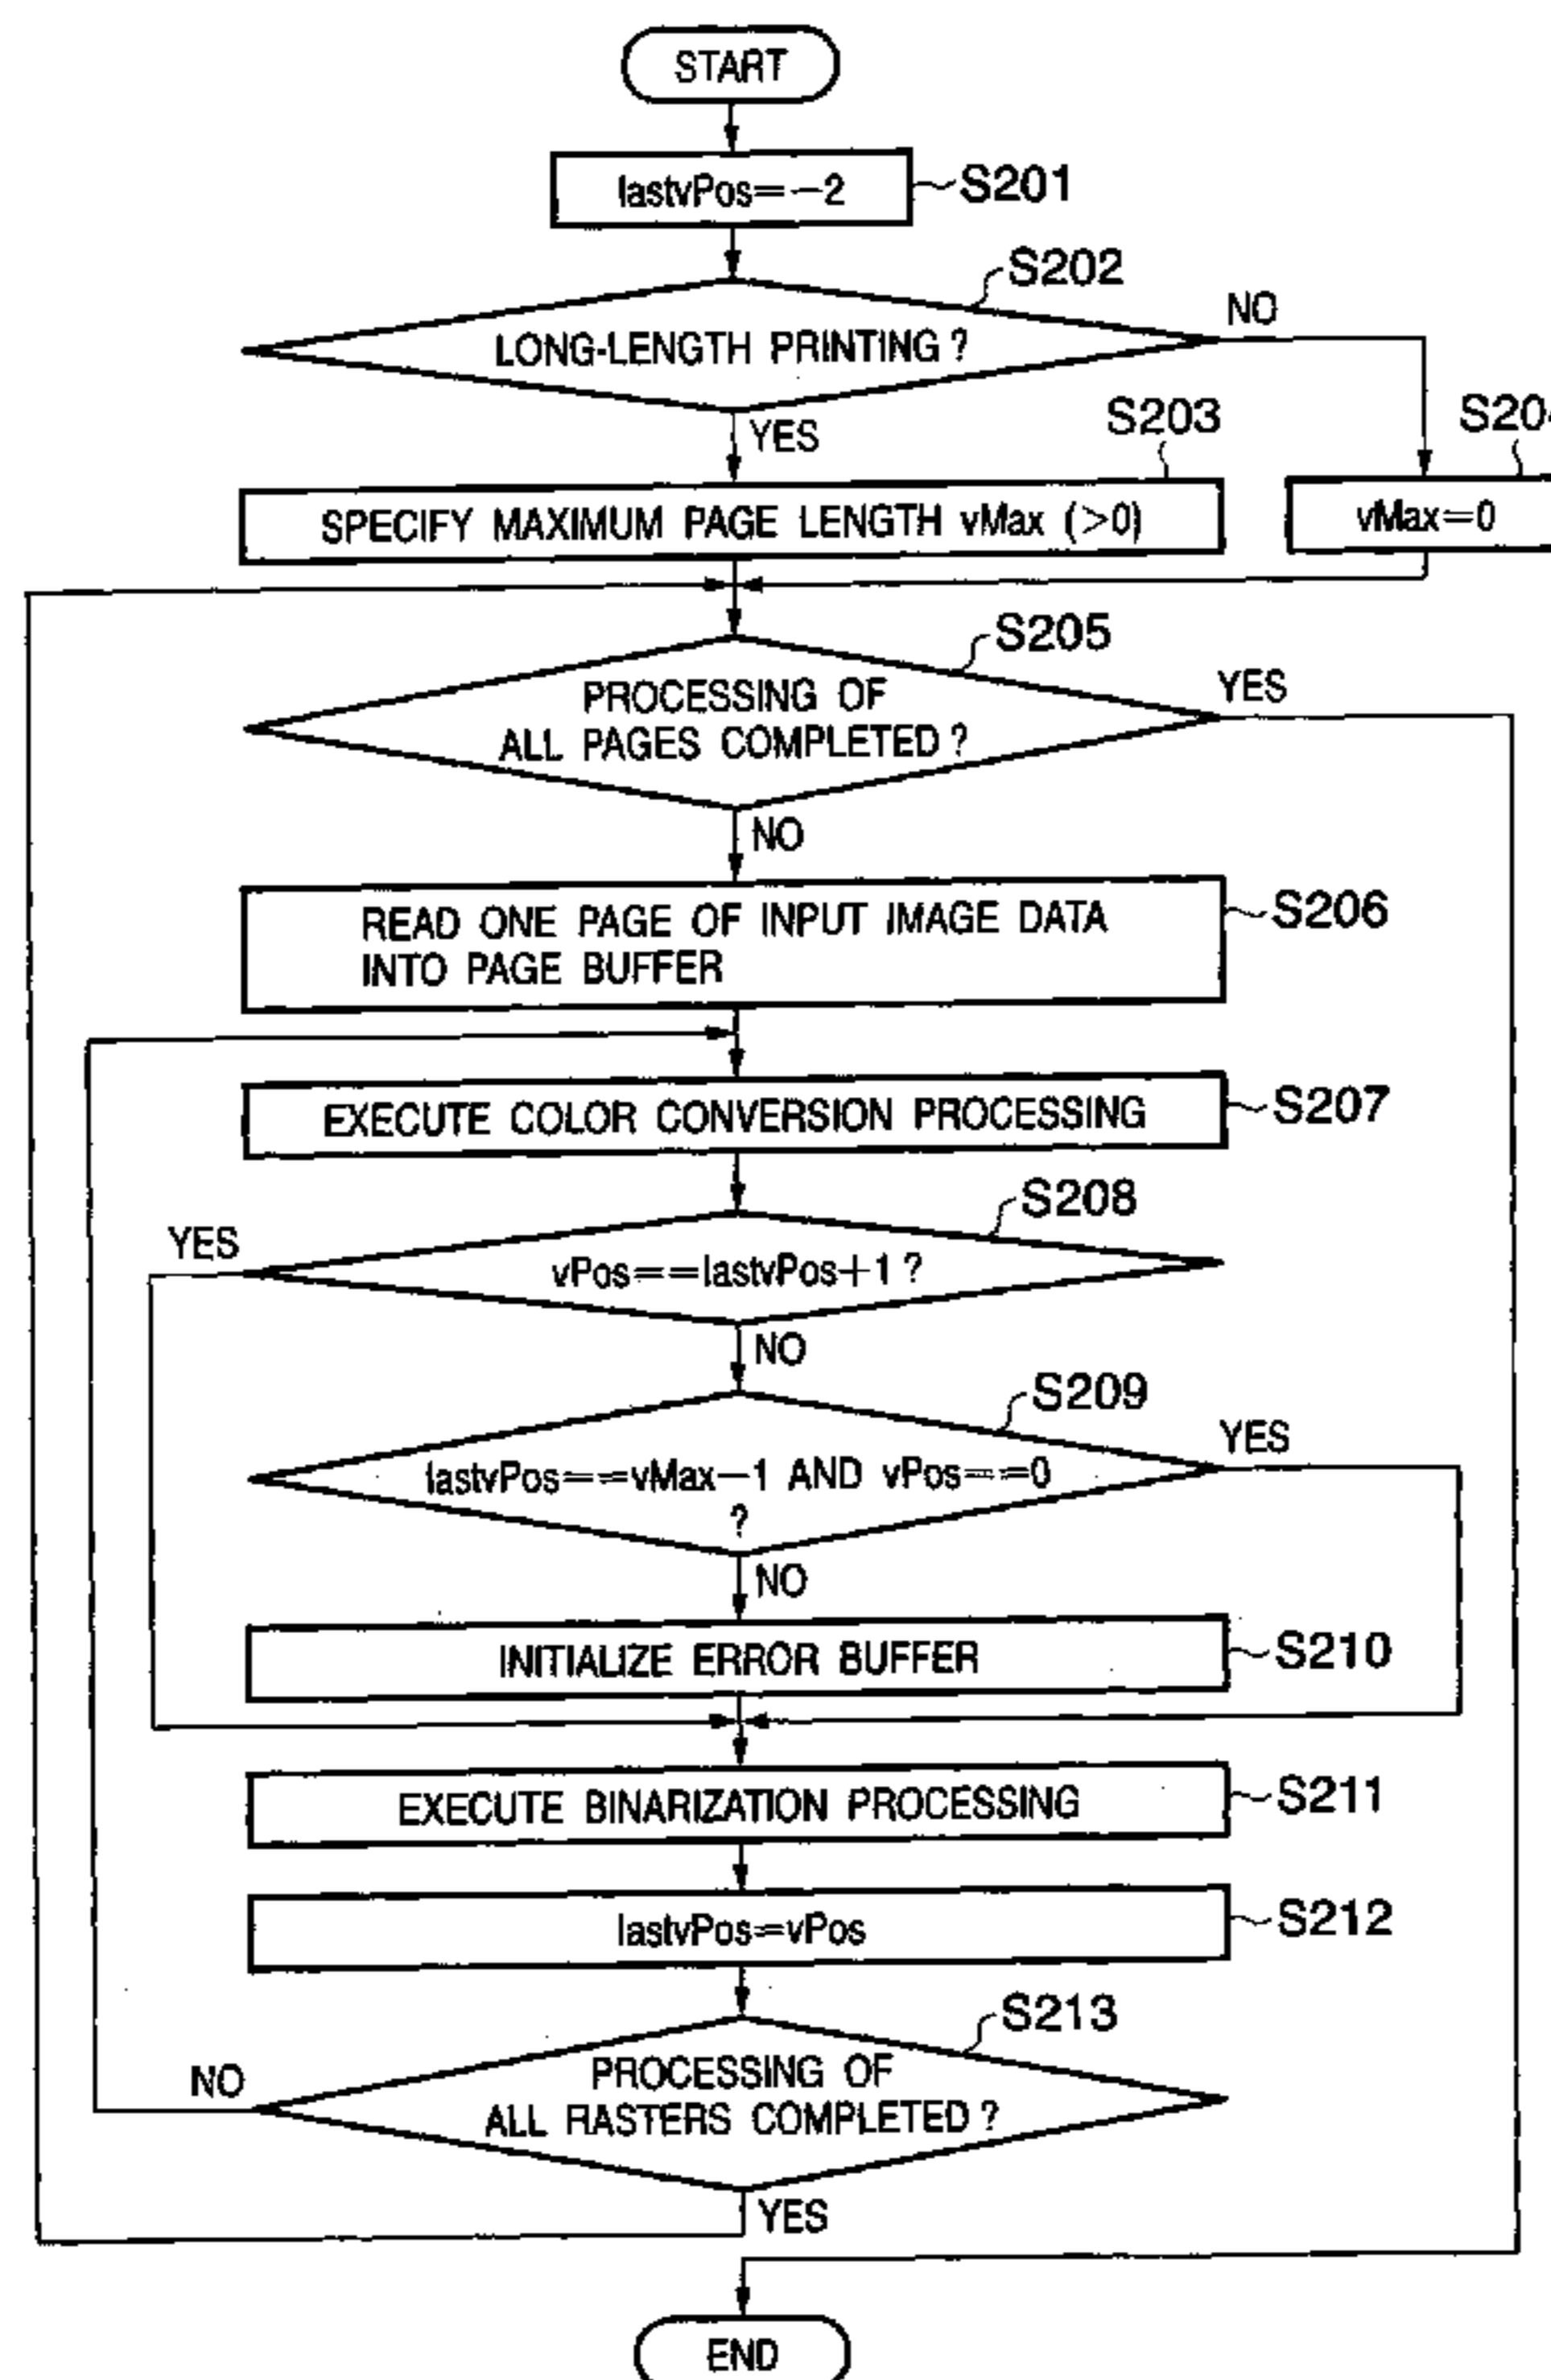 START
lastvPos=−2
S201
S202
LONG-LENGTH PRINTING?
NO
YES
S203
SPECIFY MAXIMUM PAGE LENGTH vMax (>0)
vMax=0
S205
PROCESSING OF
ALL PAGES COMPLETED?
YES
NO
READ ONE PAGE OF INPUT IMAGE DATA
INTO PAGE BUFFER
S206
EXECUTE COLOR CONVERSION PROCESSING
S207
S208
YES
vPos==lastvPos+1?
NO
S209
YES
lastvPos==vMax−1 AND vPos==0
?
NO
INITIALIZE ERROR BUFFER
S210
EXECUTE BINARIZATION PROCESSING
S211
lastvPos=vPos
S212
S213
NO
PROCESSING OF
ALL RASTERS COMPLETED?
YES
END